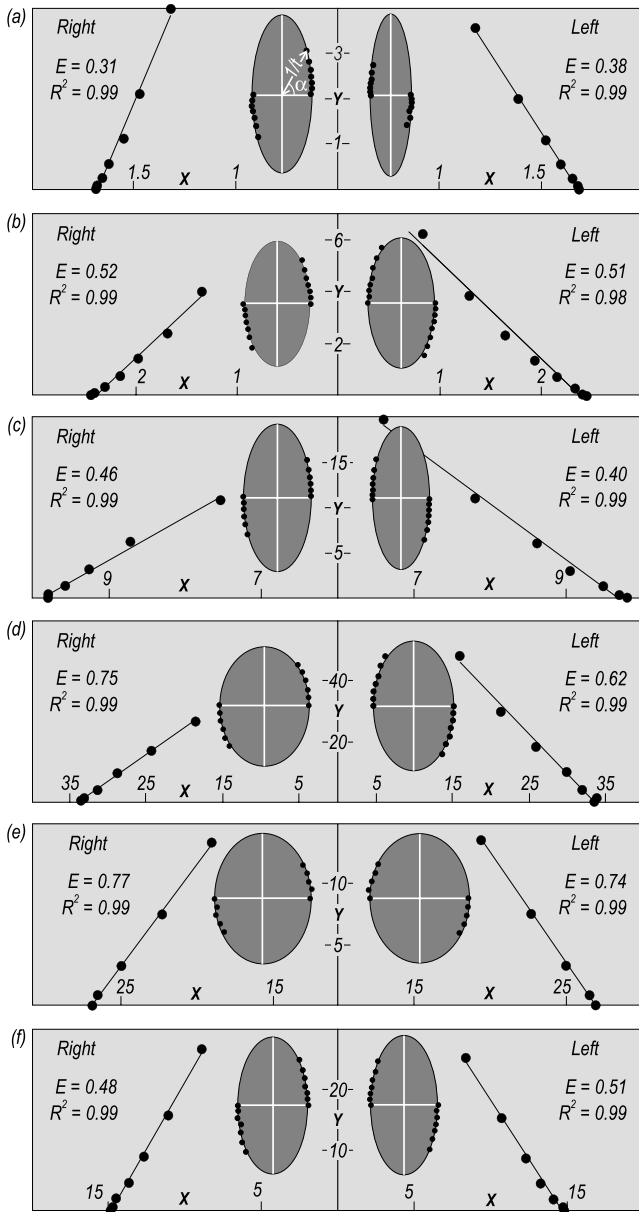 (a)
Right
E = 0.31
R² = 0.99
1/t
α
3
Y
1
Left
E = 0.38
R² = 0.99
1.5 X 1
1 X 1.5
(b)
Right
E = 0.52
R² = 0.99
6
Y
2
Left
E = 0.51
R² = 0.98
2 X 1
1 X 2
(c)
Right
E = 0.46
R² = 0.99
15
Y
5
Left
E = 0.40
R² = 0.99
9 X 7
7 X 9
(d)
Right
E = 0.75
R² = 0.99
40
Y
20
Left
E = 0.62
R² = 0.99
35 24 X 15 5
5 15 X 25 35
(e)
Right
E = 0.77
R² = 0.99
10
Y
5
Left
E = 0.74
R² = 0.99
25 X 15
15 X 25
(f)
Right
E = 0.48
R² = 0.99
20
Y
10
Left
E = 0.51
R² = 0.99
15 X 5
5 X 15